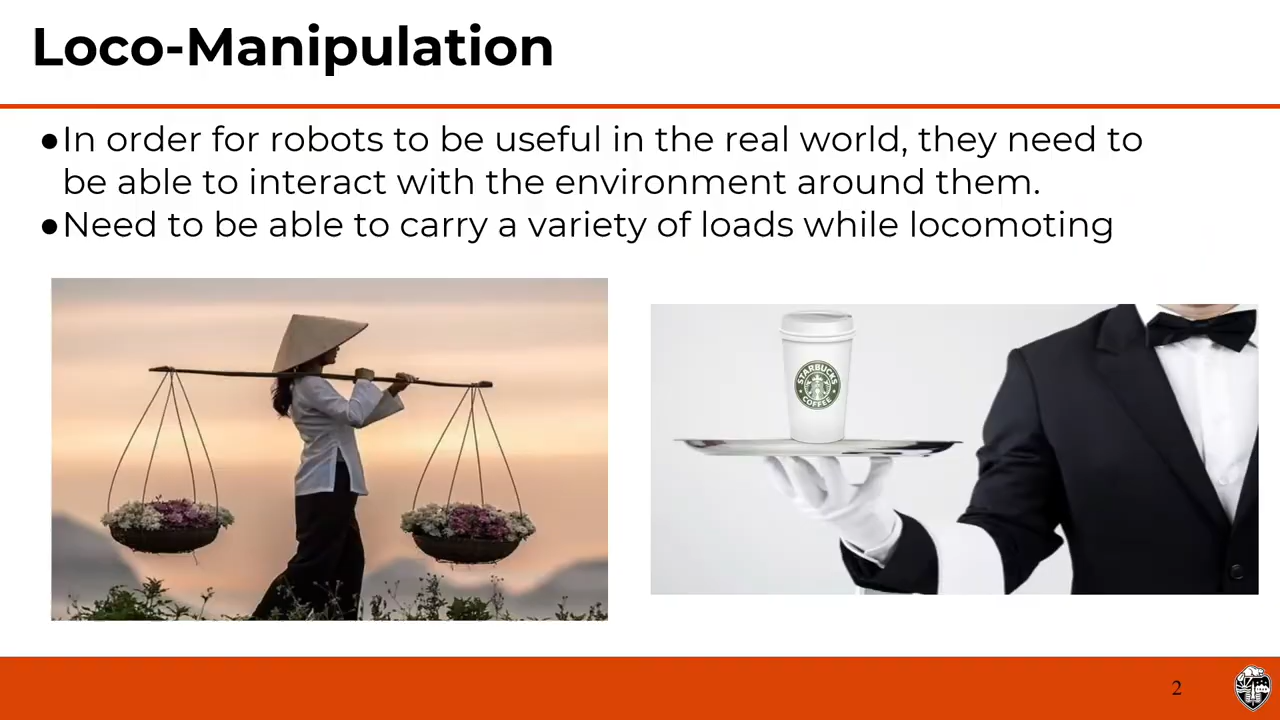 Loco-Manipulation
●In order for robots to be useful in the real world, they need to
be able to interact with the environment around them.
●Need to be able to carry a variety of loads while locomoting
STARBUCKS
COFFEE
2